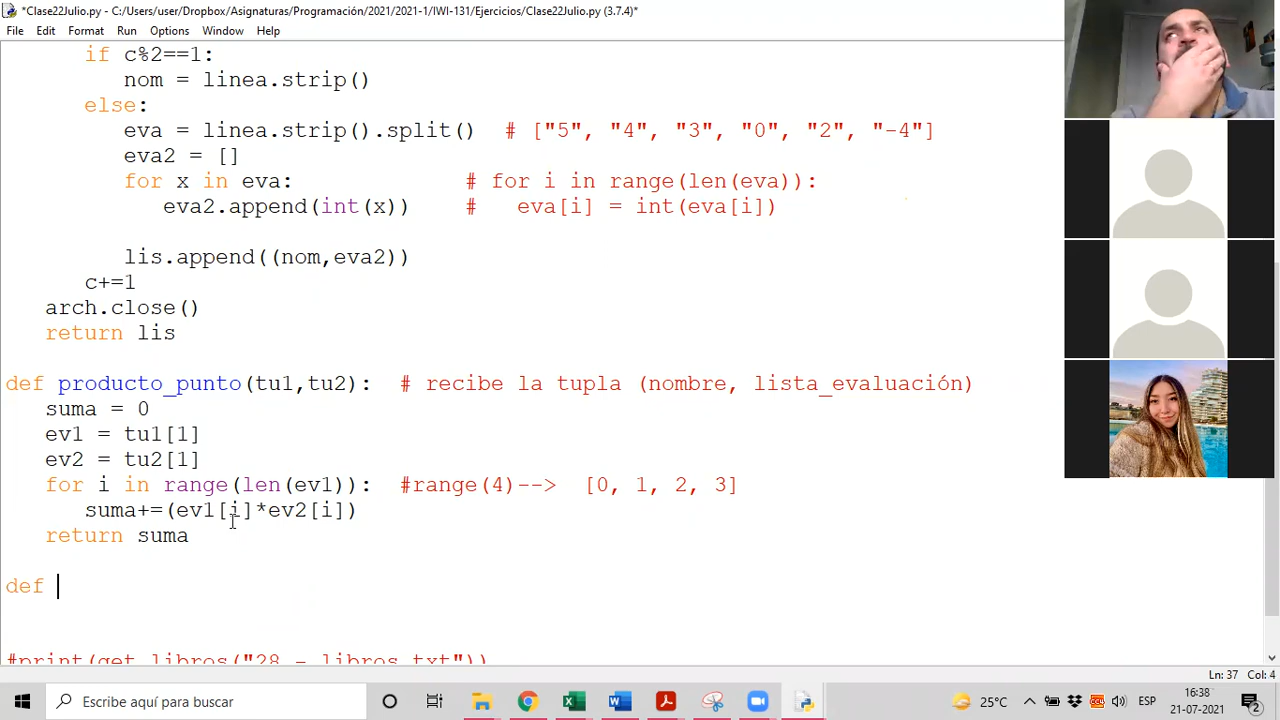 *Clase22Julio.py - C:/Users/user/Dropbox/Asignaturas/Programación/2021/2021-1/IWI-131/Ejercicios/Clase22Julio.py (3.7.4)*
File Edit Format Run Options Window Help
if c%2==1:
nom = linea.strip()
else:
eva = linea.strip().split() # ["5", "4", "3", "0", "2", "-4"]
eva2 = []
for x in eva: # for i in range(len(eva)):
eva2.append(int(x)) # eva[i] = int(eva[i])
lis.append((nom,eva2))
c+=1
arch.close()
return lis
def producto_punto(tu1,tu2): # recibe la tupla (nombre, lista_evaluación)
suma = 0
ev1 = tu1[1]
ev2 = tu2[1]
for i in range(len(ev1)): #range(4)--> [0, 1, 2, 3]
suma+=(ev1[i]*ev2[i])
return suma
def
#print(get_libros("28 - libros.txt"))
Ln: 37 Col: 4
Escribe aquí para buscar
25°C
ESP
16:38
21-07-2021
2